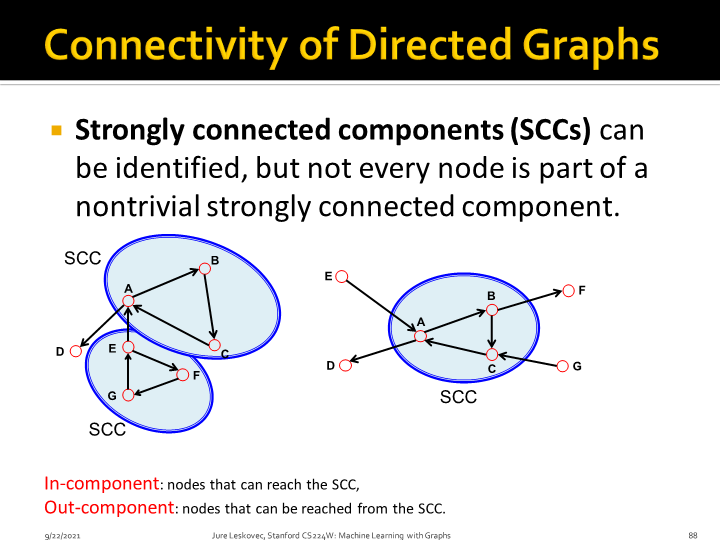 Connectivity of Directed Graphs
Strongly connected components (SCCs) can
be identified, but not every node is part of a
nontrivial strongly connected component.
SCC
B
A
D
E
C
F
G
SCC
E
F
B
A
D
C
G
SCC
In-component: nodes that can reach the SCC,
Out-component: nodes that can be reached from the SCC.
9/22/2021
Jure Leskovec, Stanford CS224W: Machine Learning with Graphs
88